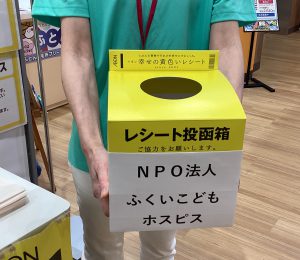 幸せの黄色いレシート
レシート投函箱
ご協力をお願いします。
NPO法人
ふくいこども
ホスピス